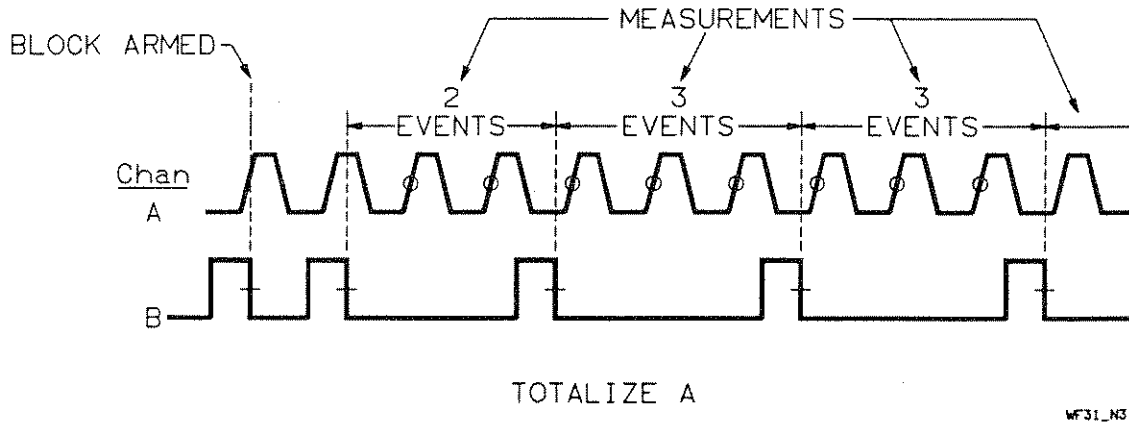 MEASUREMENTS
BLOCK ARMED
2 3 3
EVENTS EVENTS EVENTS
Chan
A
B
TOTALIZE A
WF31_N3